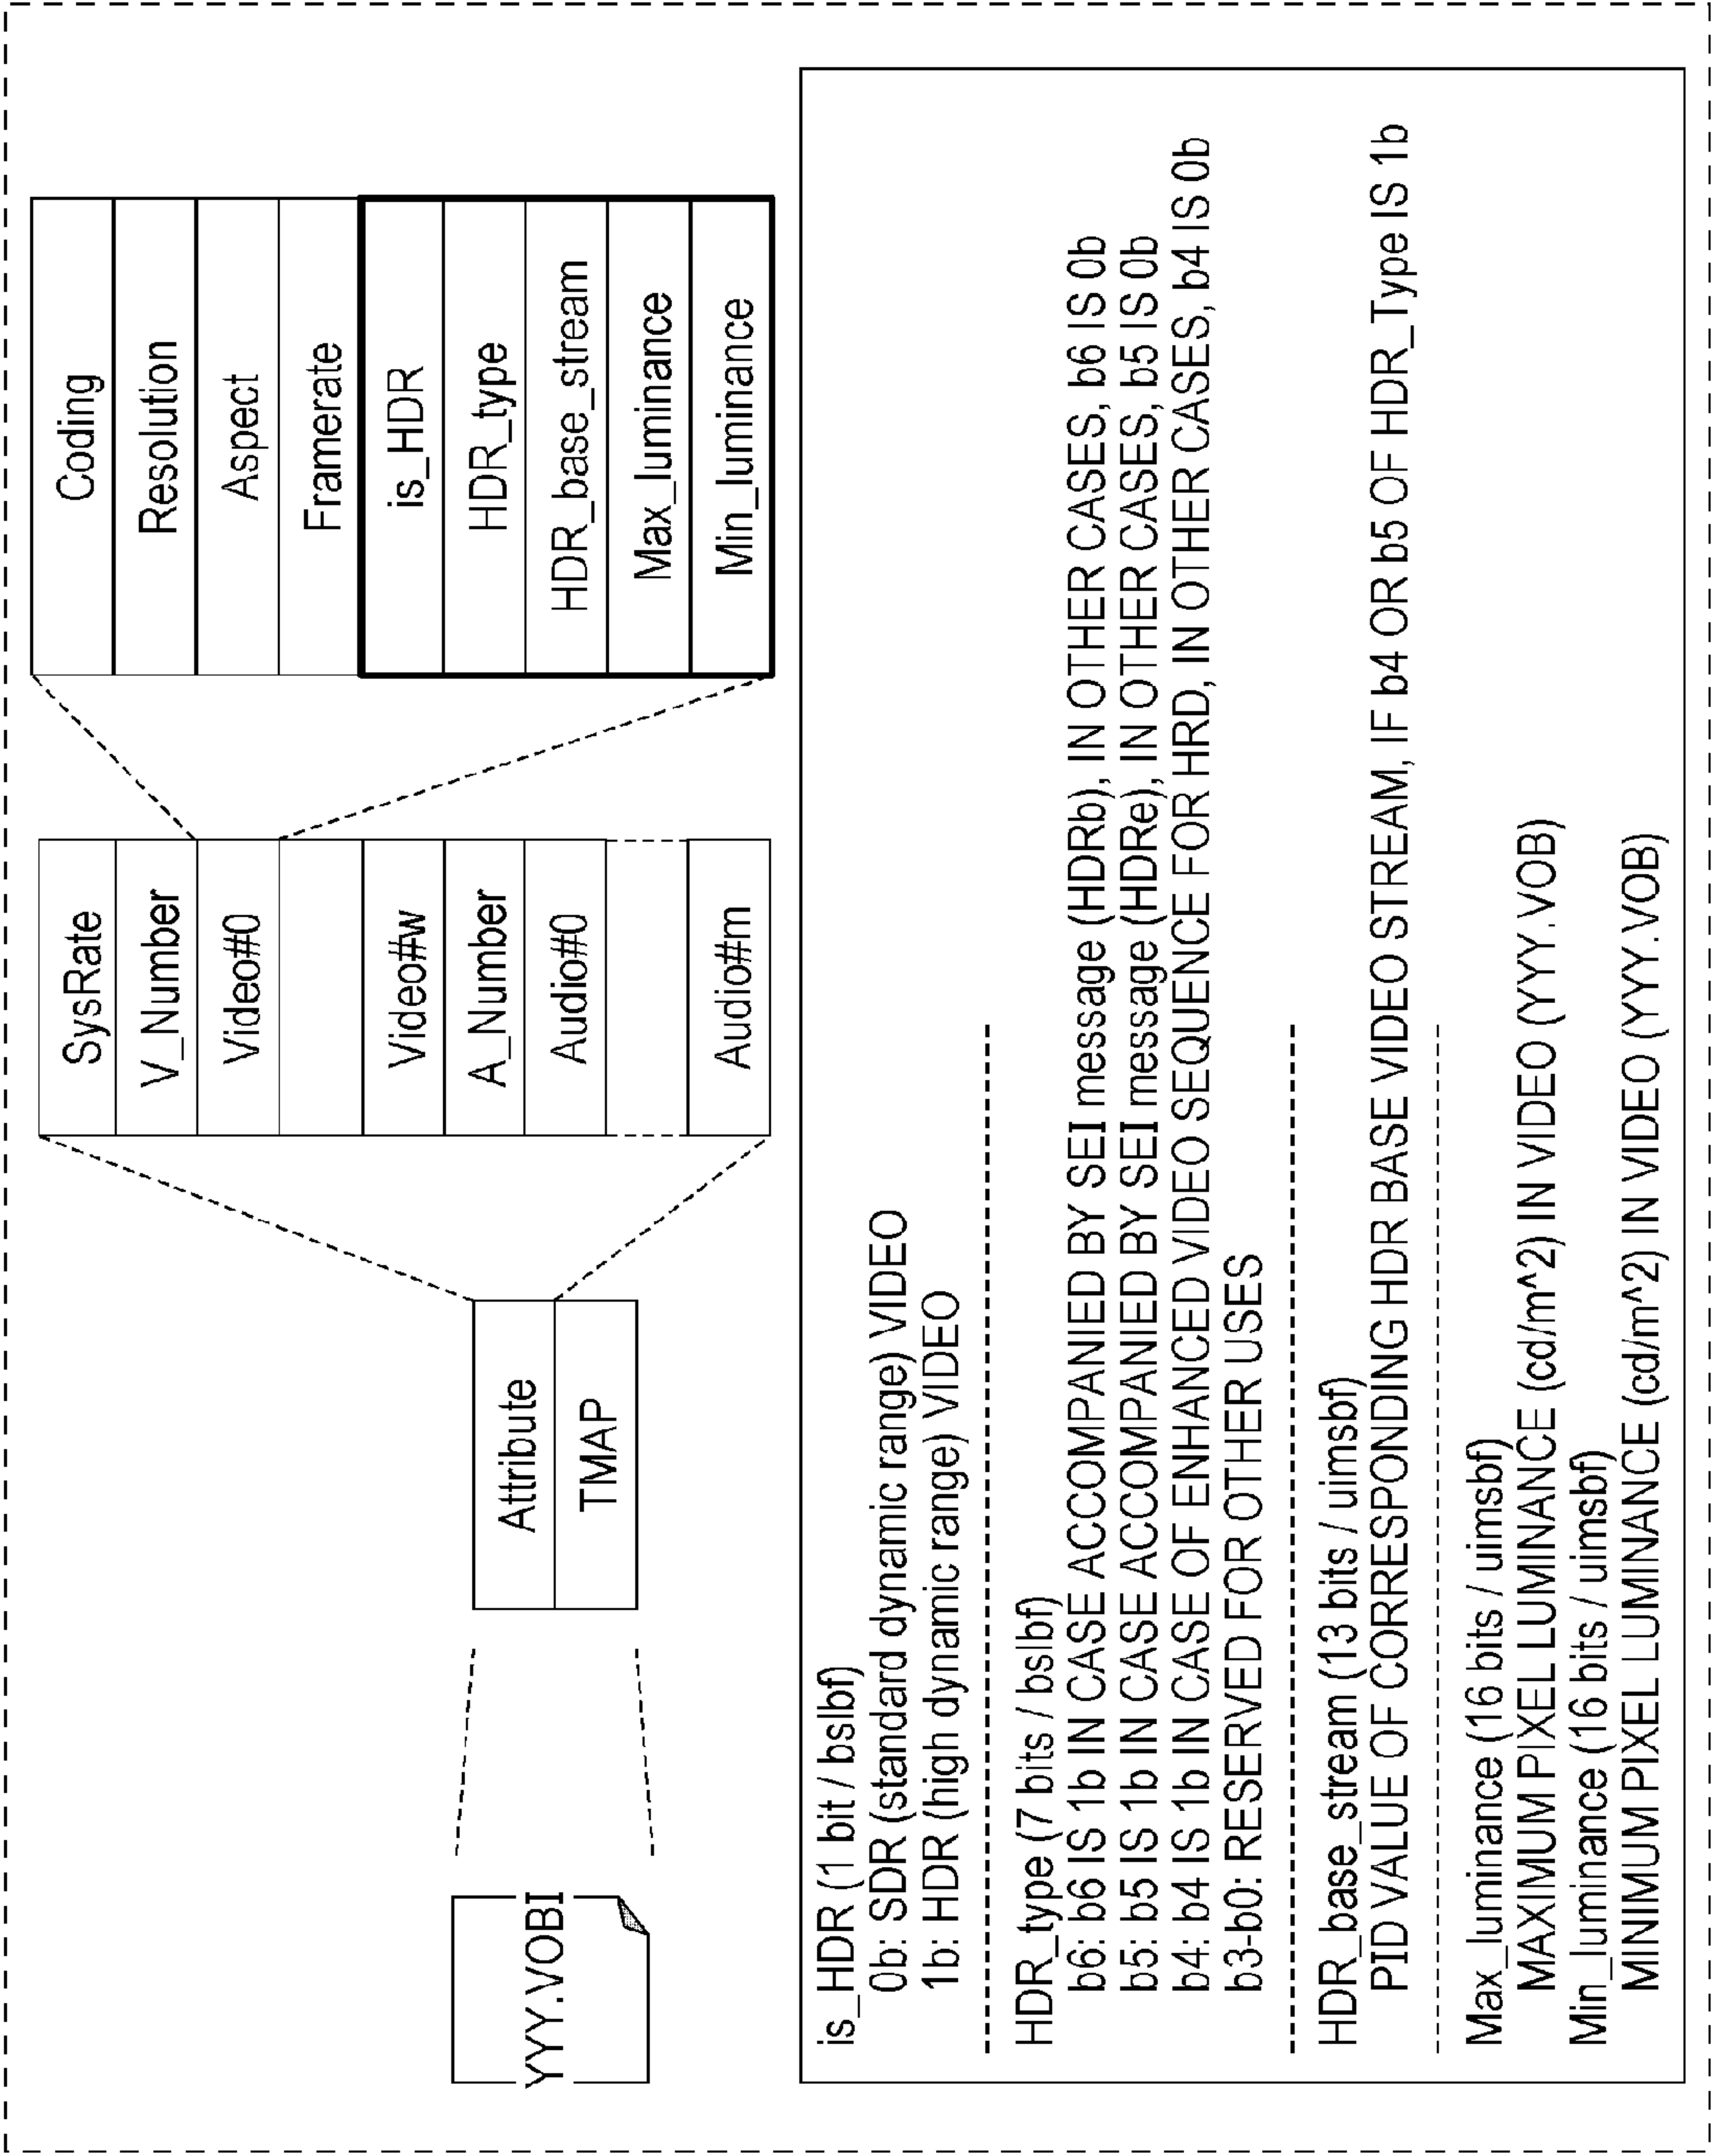 YYY.VOBI
Attribute
TMAP
SysRate
V_Number
Video#0
Video#w
A_Number
Audio#0
Audio#m
Coding
Resolution
Aspect
Framerate
is_HDR
HDR_type
HDR_base_stream
Max_luminance
Min_luminance
is_HDR (1 bit / bslbf)
0b: SDR (standard dynamic range) VIDEO
1b: HDR (high dynamic range) VIDEO
HDR_type (7 bits / bslbf)
b6: b6 IS 1b IN CASE ACCOMPANIED BY SEI message (HDRb), IN OTHER CASES, b6 IS 0b
b5: b5 IS 1b IN CASE ACCOMPANIED BY SEI message (HDRe), IN OTHER CASES, b5 IS 0b
b4: b4 IS 1b IN CASE OF ENHANCED VIDEO SEQUENCE FOR HRD, IN OTHER CASES, b4 IS 0b
b3-b0: RESERVED FOR OTHER USES
HDR_base_stream (13 bits / uimsbf)
PID VALUE OF CORRESPONDING HDR BASE VIDEO STREAM, IF b4 OR b5 OF HDR_Type IS 1b
Max_luminance (16 bits / uimsbf)
MAXIMUM PIXEL LUMINANCE (cd/m^2) IN VIDEO (YYY.VOB)
Min_luminance (16 bits / uimsbf)
MINIMUM PIXEL LUMINANCE (cd/m^2) IN VIDEO (YYY.VOB)